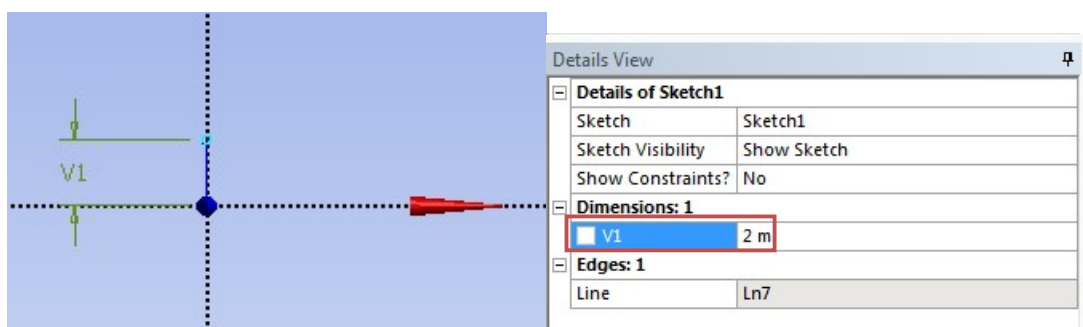 V1
Details View
Details of Sketch1
Sketch Sketch1
Sketch Visibility Show Sketch
Show Constraints? No
Dimensions: 1
V1 2 m
Edges: 1
Line Ln7